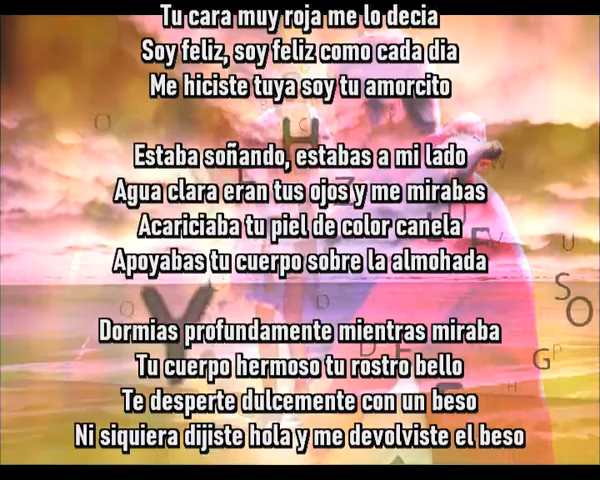 Tu cara muy roja me lo decia
Soy feliz, soy feliz como cada dia
Me hiciste tuya soy tu amorcito
Estaba soñando, estabas a mi lado
Agua clara eran tus ojos y me mirabas
Acariciaba tu piel de color canela
Apoyabas tu cuerpo sobre la almohada
Dormias profundamente mientras miraba
Tu cuerpo hermoso tu rostro bello
Te desperte dulcemente con un beso
Ni siquiera dijiste hola y me devolviste el beso